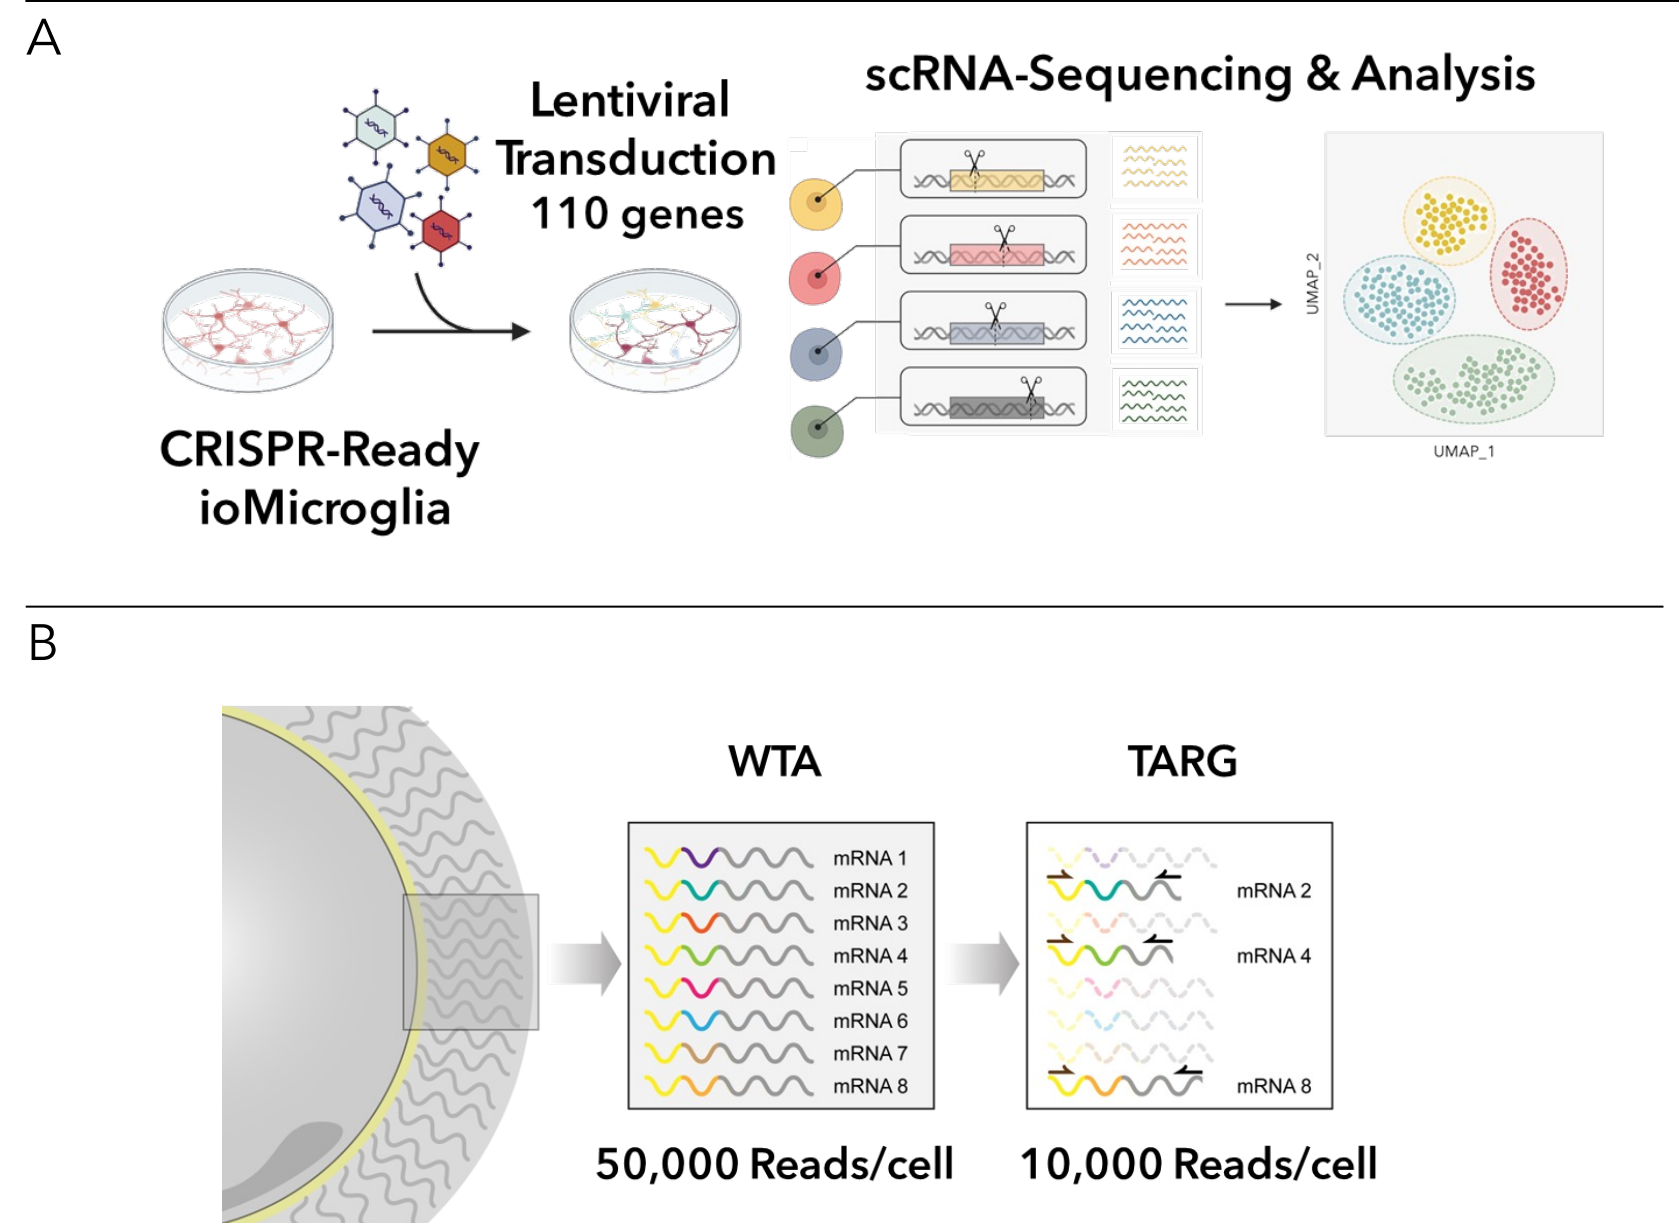 A
scRNA-Sequencing & Analysis
Lentiviral
Transduction
110 genes
CRISPR-Ready
ioMicroglia
UMAP_2
UMAP_1
B
WTA
mRNA 1
mRNA 2
mRNA 3
mRNA 4
mRNA 5
mRNA 6
mRNA 7
mRNA 8
50,000 Reads/cell
TARG
mRNA 2
mRNA 4
mRNA 8
10,000 Reads/cell